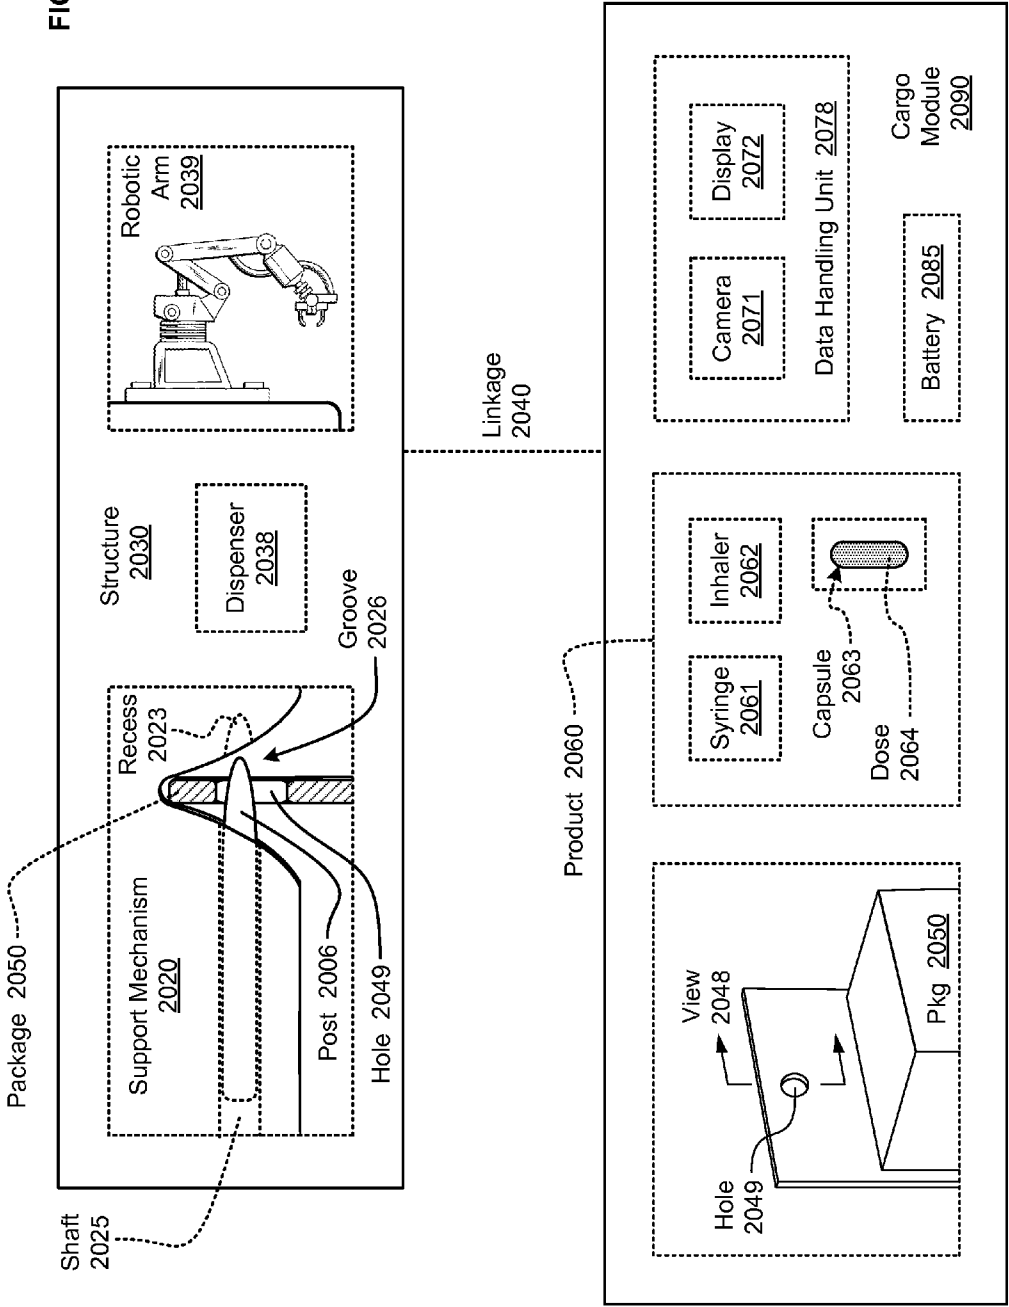 FIG
Package 2050
Shaft
2025
Support Mechanism
2020
Post 2006
Hole 2049
Recess
2023
Groove
2026
Structure
2030
Dispenser
2038
Robotic
Arm
2039
Linkage
2040
Product 2060
View
2048
Hole
2049
Pkg 2050
Syringe
2061
Inhaler
2062
Capsule
2063
Dose
2064
Camera
2071
Display
2072
Data Handling Unit 2078
Battery 2085
Cargo
Module
2090